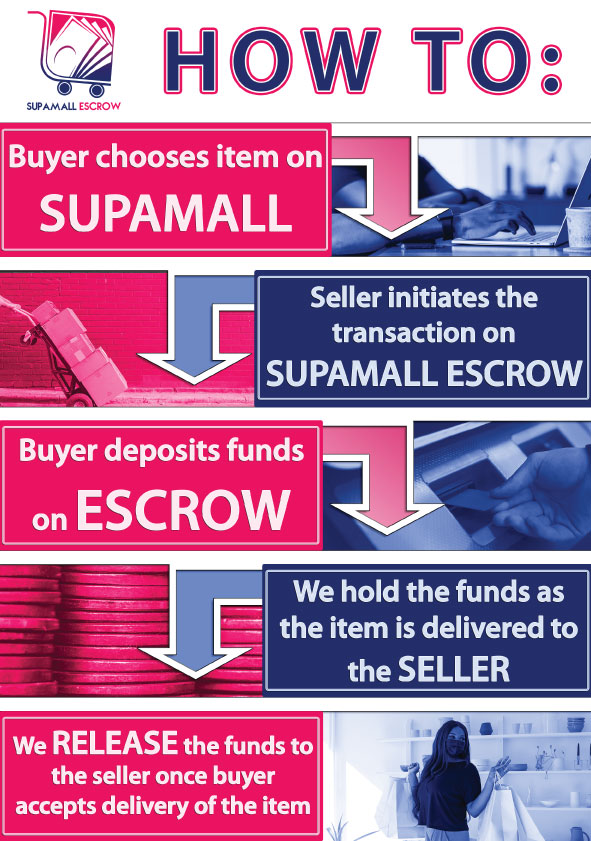 SUPAMALL ESCROW
HOW TO:
Buyer chooses item on
SUPAMALL
Seller initiates the
transaction on
SUPAMALL ESCROW
Buyer deposits funds
on ESCROW
We hold the funds as
the item is delivered to
the SELLER
We RELEASE the funds to
the seller once buyer
accepts delivery of the item